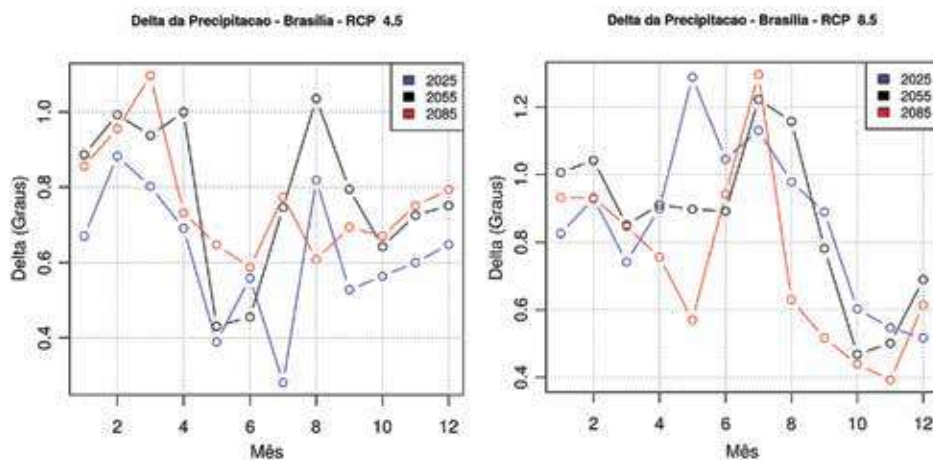 Delta da Precipitacao - Brasilia - RCP 4.5
2025
2055
2085
Delta (Graus)
1.0
0.8
0.6
0.4
2 4 6 8 10 12
Mês
Delta da Precipitacao - Brasilia - RCP 8.5
2025
2055
2085
Delta (Graus)
1.2
1.0
0.8
0.6
0.4
2 4 6 8 10 12
Mês